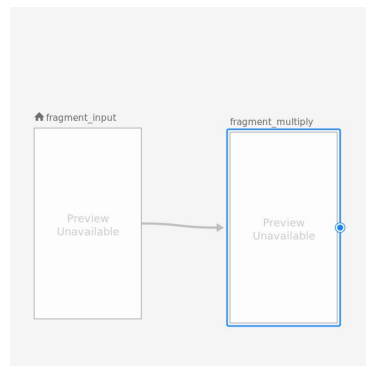 fragment_input
fragment_multiply
Preview
Unavailable
Preview
Unavailable